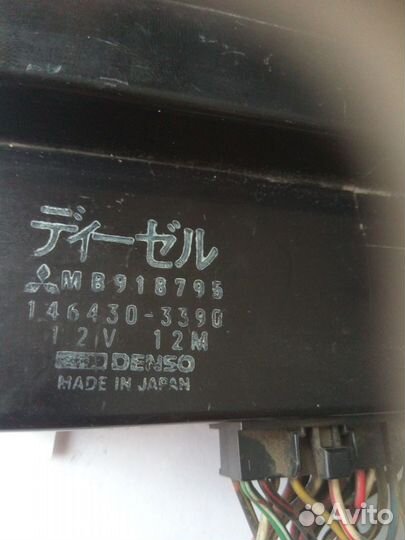 ディーゼル
MB918795
146430-3390
12V 12M
DENSO
MADE IN JAPAN
Avito